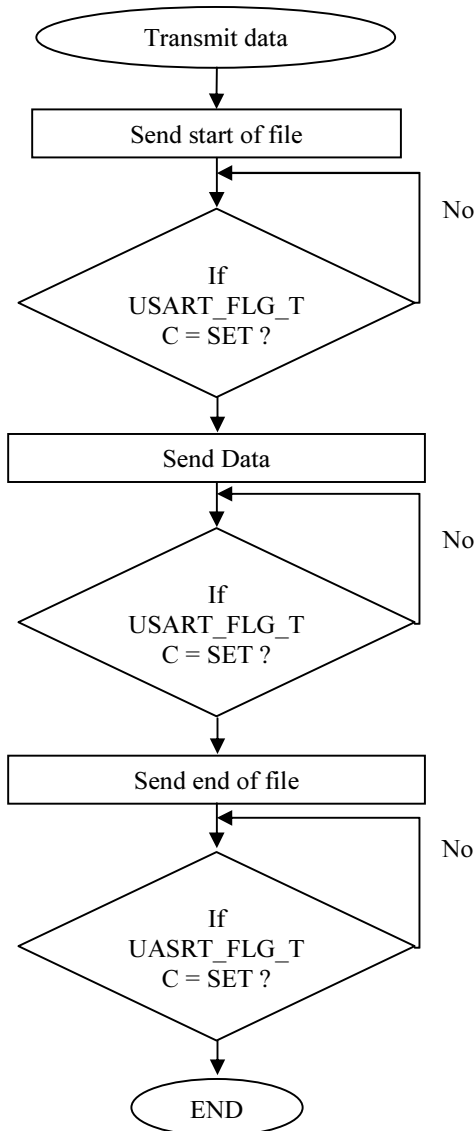 Transmit data
Send start of file
No
If
USART_FLG_T
C = SET ?
Send Data
No
If
USART_FLG_T
C = SET ?
Send end of file
No
If
UASRT_FLG_T
C = SET ?
END